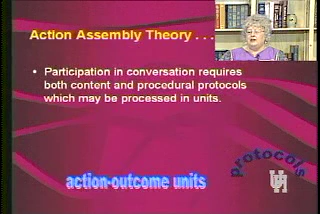 Action Assembly Theory . . .
• Participation in conversation requires
both content and procedural protocols
which may be processed in units.
protocols
action-outcome units